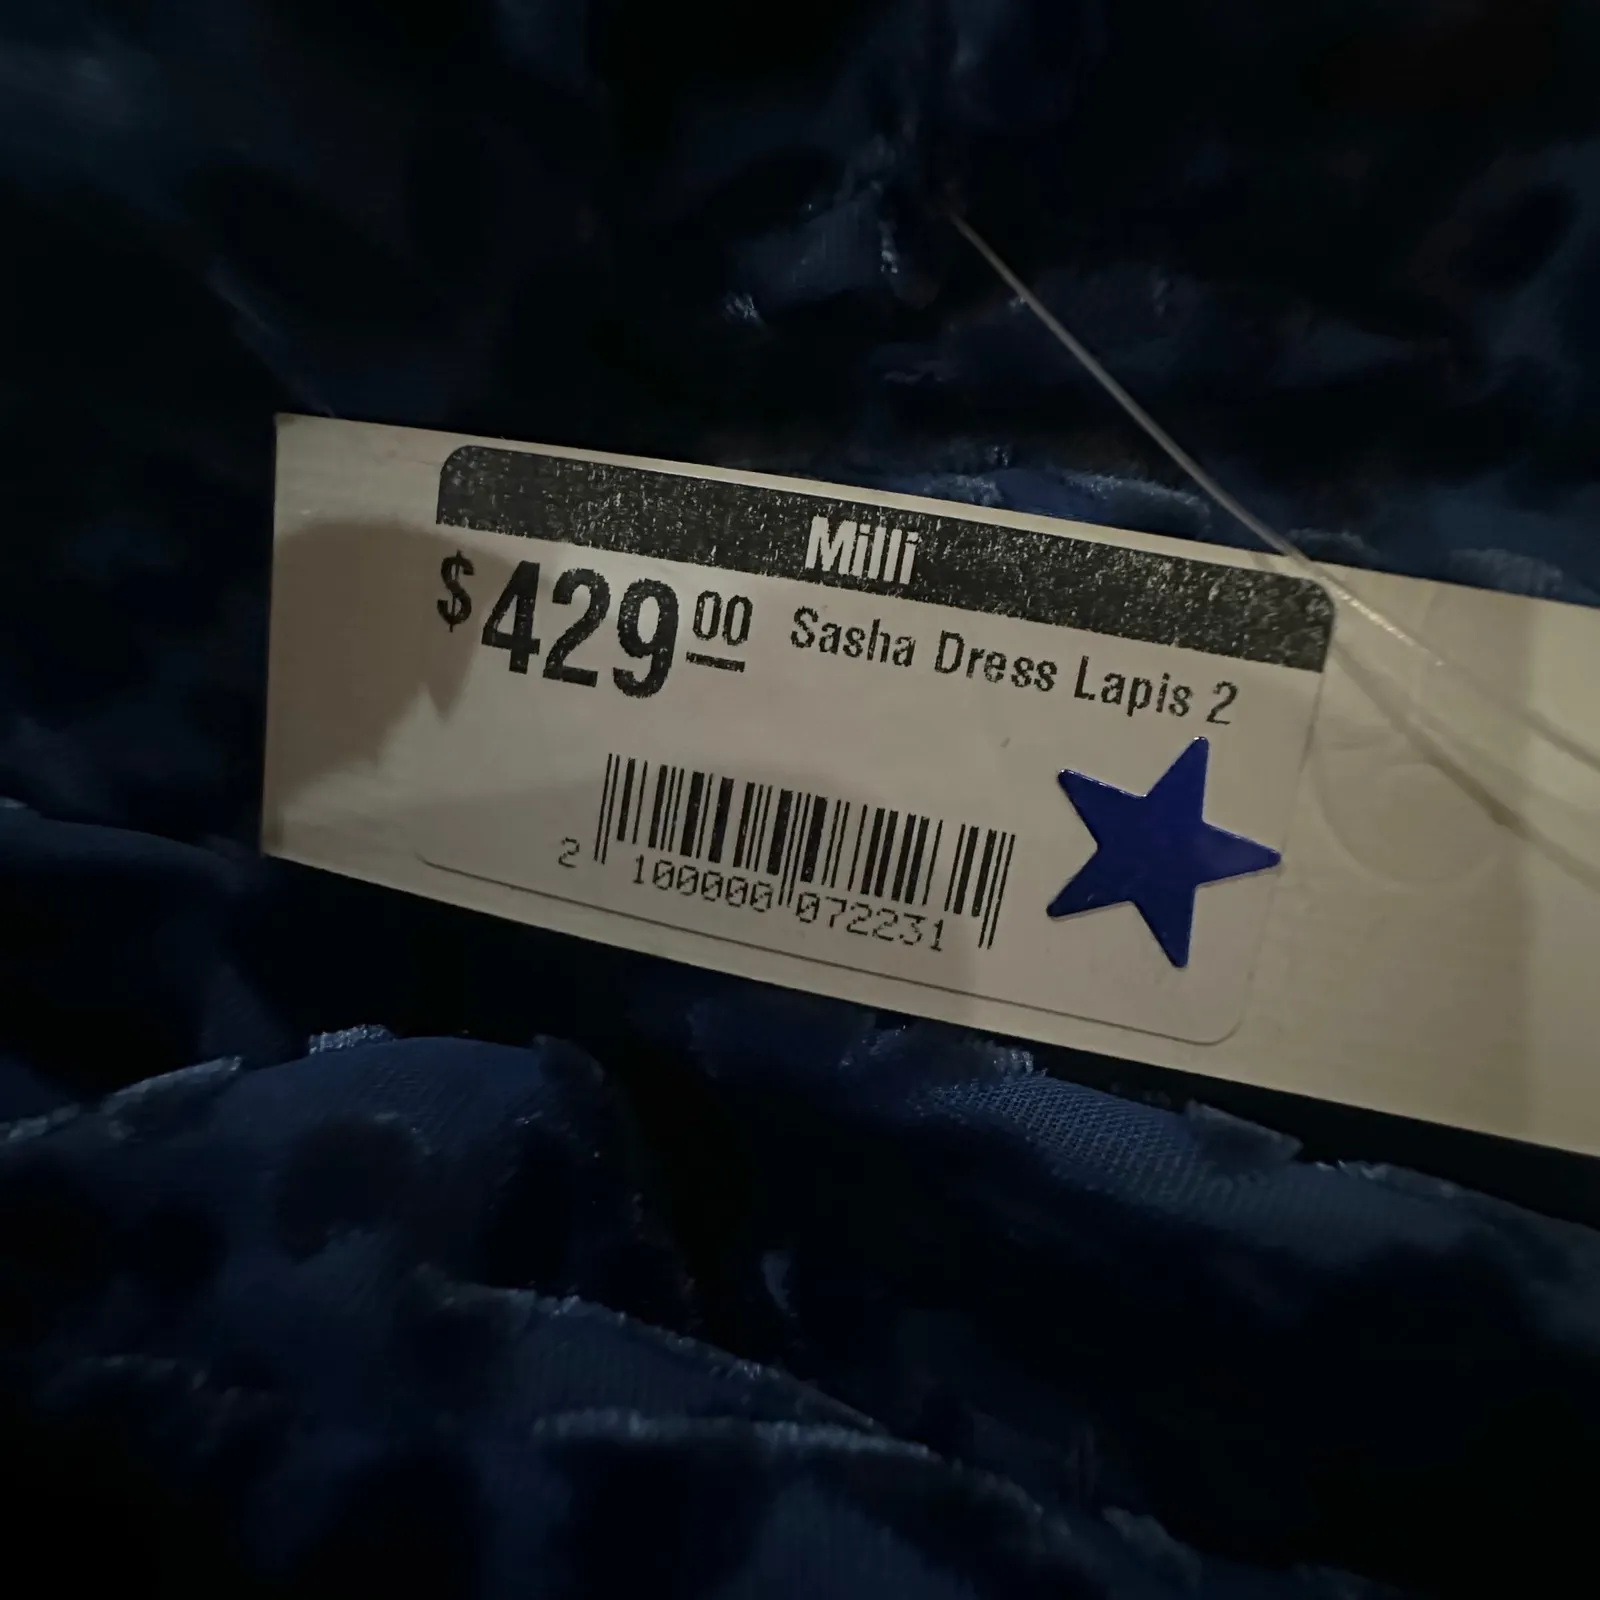 Milli
$429.00 Sasha Dress Lapis 2
2 100000 072231